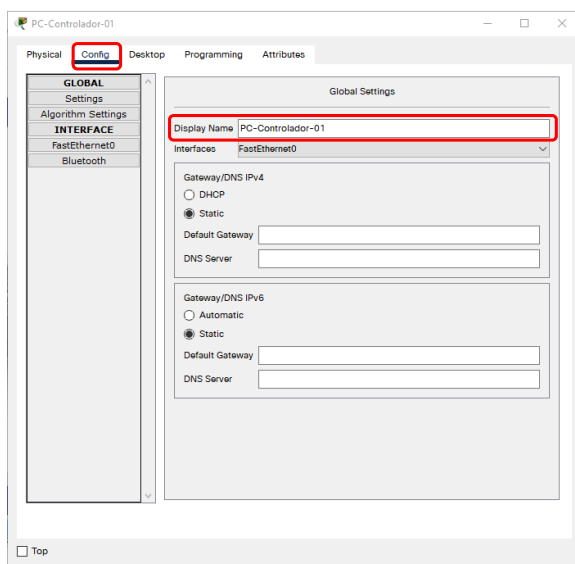 PC-Controlador-01
Physical Config Desktop Programming Attributes
GLOBAL
Settings
Algorithm Settings
INTERFACE
FastEthernet0
Bluetooth
Global Settings
Display Name PC-Controlador-01
Interfaces FastEthernet0
Gateway/DNS IPv4
DHCP
Static
Default Gateway
DNS Server
Gateway/DNS IPv6
Automatic
Static
Default Gateway
DNS Server
Top